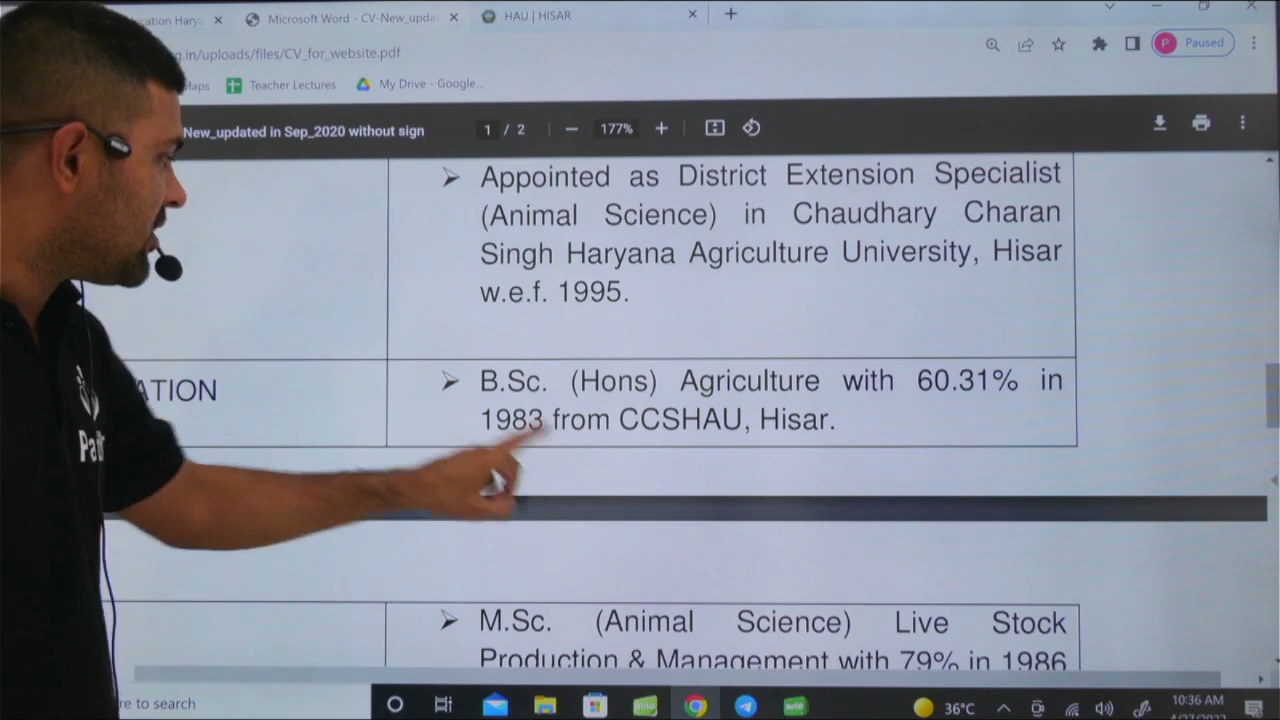 cation Harya
Microsoft Word - CV-New_upda
HAU | HISAR
g.in/uploads/files/CV_for_website.pdf
P
Paused
Maps
Teacher Lectures
My Drive - Google...
New_updated in Sep_2020 without sign
1 / 2
177%
➢ Appointed as District Extension Specialist
(Animal Science) in Chaudhary Charan
Singh Haryana Agriculture University, Hisar
w.e.f. 1995.
ATION
➢ B.Sc. (Hons) Agriculture with 60.31% in
1983 from CCSHAU, Hisar.
➢ M.Sc. (Animal Science) Live Stock
Production & Management with 79% in 1986
re to search
36°C
10:36 AM